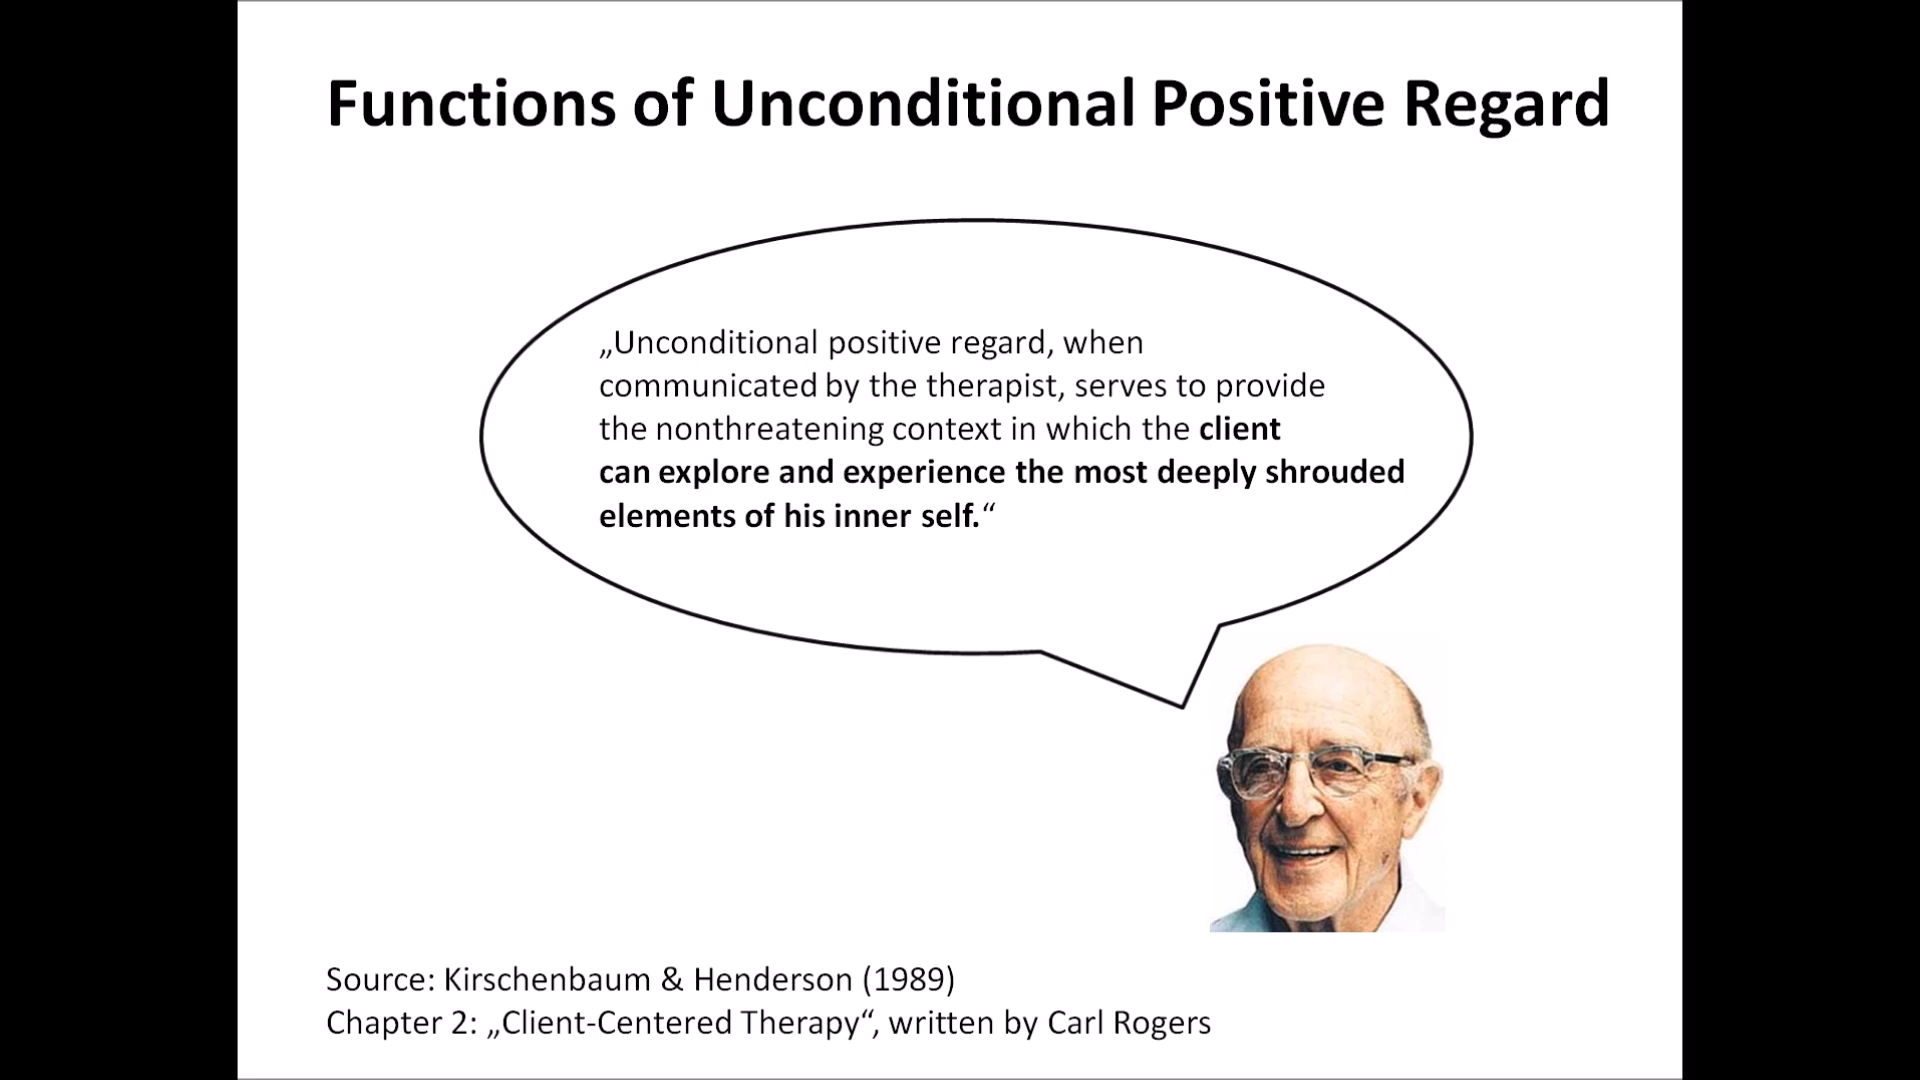 Functions of Unconditional Positive Regard
„Unconditional positive regard, when
communicated by the therapist, serves to provide
the nonthreatening context in which the client
can explore and experience the most deeply shrouded
elements of his inner self.“
Source: Kirschenbaum & Henderson (1989)
Chapter 2: „Client-Centered Therapy“, written by Carl Rogers